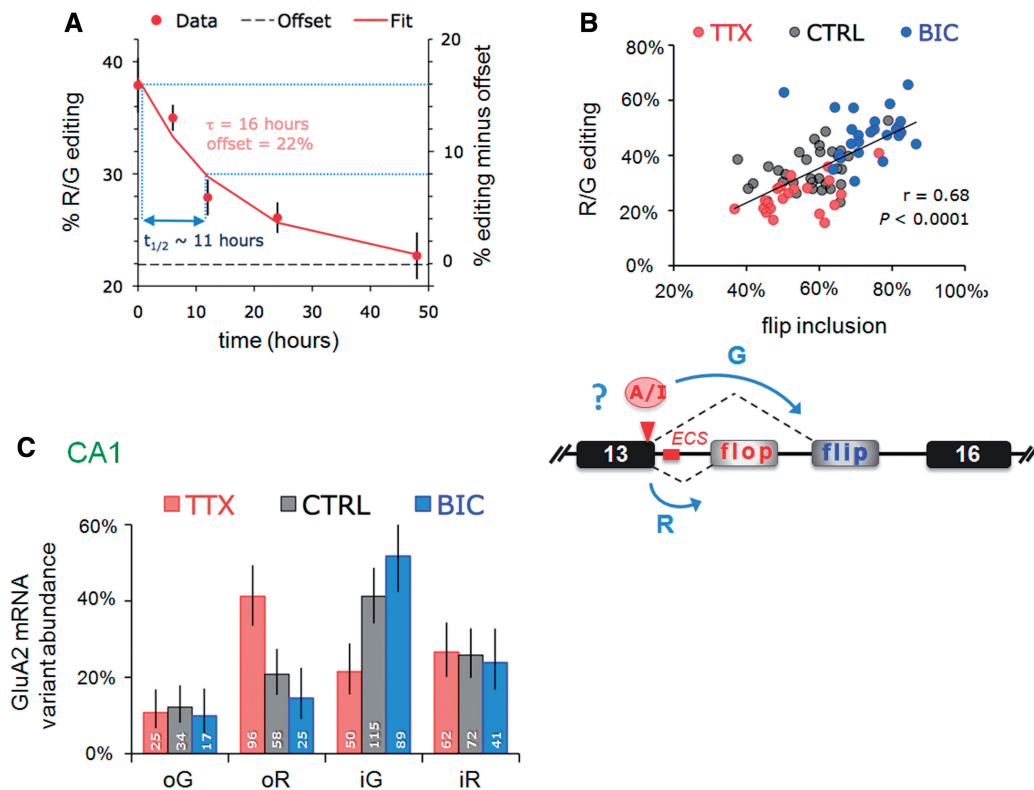 A
Data Offset Fit
% R/G editing
40
30
20
20
10
0
% editing minus offset
τ = 16 hours
offset = 22%
t1/2 ~ 11 hours
0 10 20 30 40 50
time (hours)
B
TTX CTRL BIC
R/G editing
80%
60%
40%
20%
0%
r = 0.68
P < 0.0001
20% 40% 60% 80% 100%
flip inclusion
? A/I G
ECS
13 flop flip 16
R
C CA1
TTX CTRL BIC
GluA2 mRNA
variant abundance
60%
40%
20%
0%
25 34 17 96 58 25 50 115 89 62 72 41
oG oR iG iR